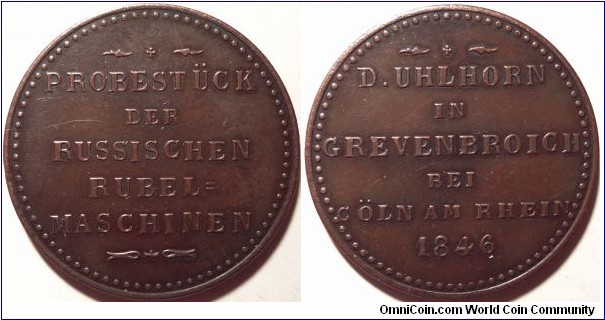 PROBESTÜCK
DER
RUSSISCHEN
RUBEL=
MASCHINEN
D. UHLHORN
IN
GREVENBROICH
BEI
CÖLN AM RHEIN
1846
OmniCoin.com World Coin Community